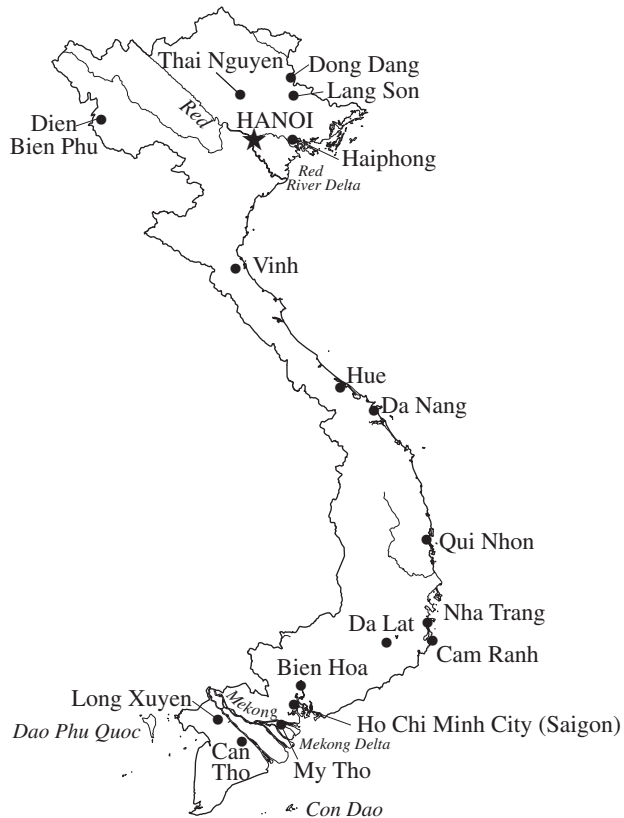 Thai Nguyen
Dong Dang
Lang Son
Red
HANOI
Dien
Bien Phu
Haiphong
Red
River Delta
Vinh
Hue
Da Nang
Qui Nhon
Nha Trang
Da Lat
Cam Ranh
Bien Hoa
Long Xuyen
Mekong
Dao Phu Quoc
Ho Chi Minh City (Saigon)
Mekong Delta
Can
Tho
My Tho
Con Dao